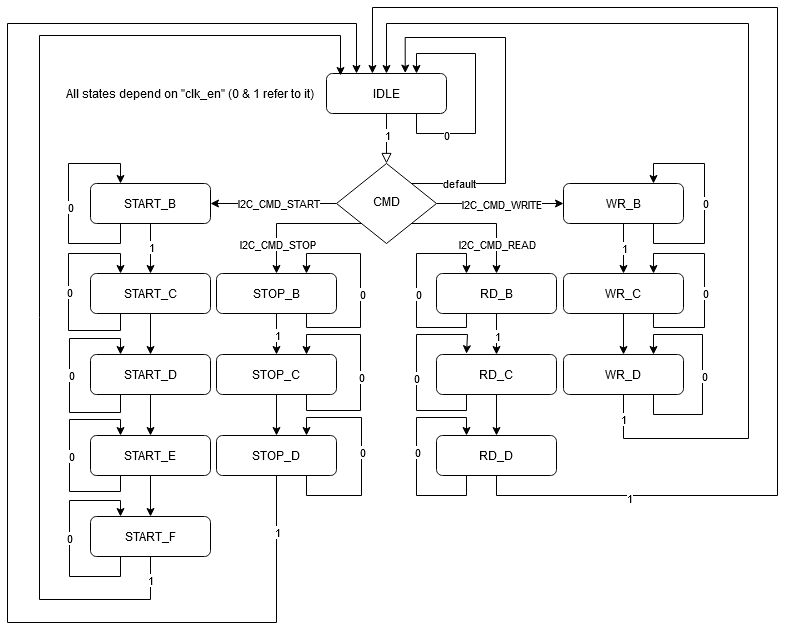 All states depend on "clk_en" (0 & 1 refer to it)
IDLE
1
0
default
CMD
I2C_CMD_START
I2C_CMD_WRITE
I2C_CMD_STOP
I2C_CMD_READ
0
START_B
1
WR_B
0
1
0
START_C
STOP_B
0
0
RD_B
WR_C
0
1
1
0
START_D
STOP_C
0
0
RD_C
WR_D
0
1
0
START_E
STOP_D
0
0
RD_D
1
0
START_F
1
1